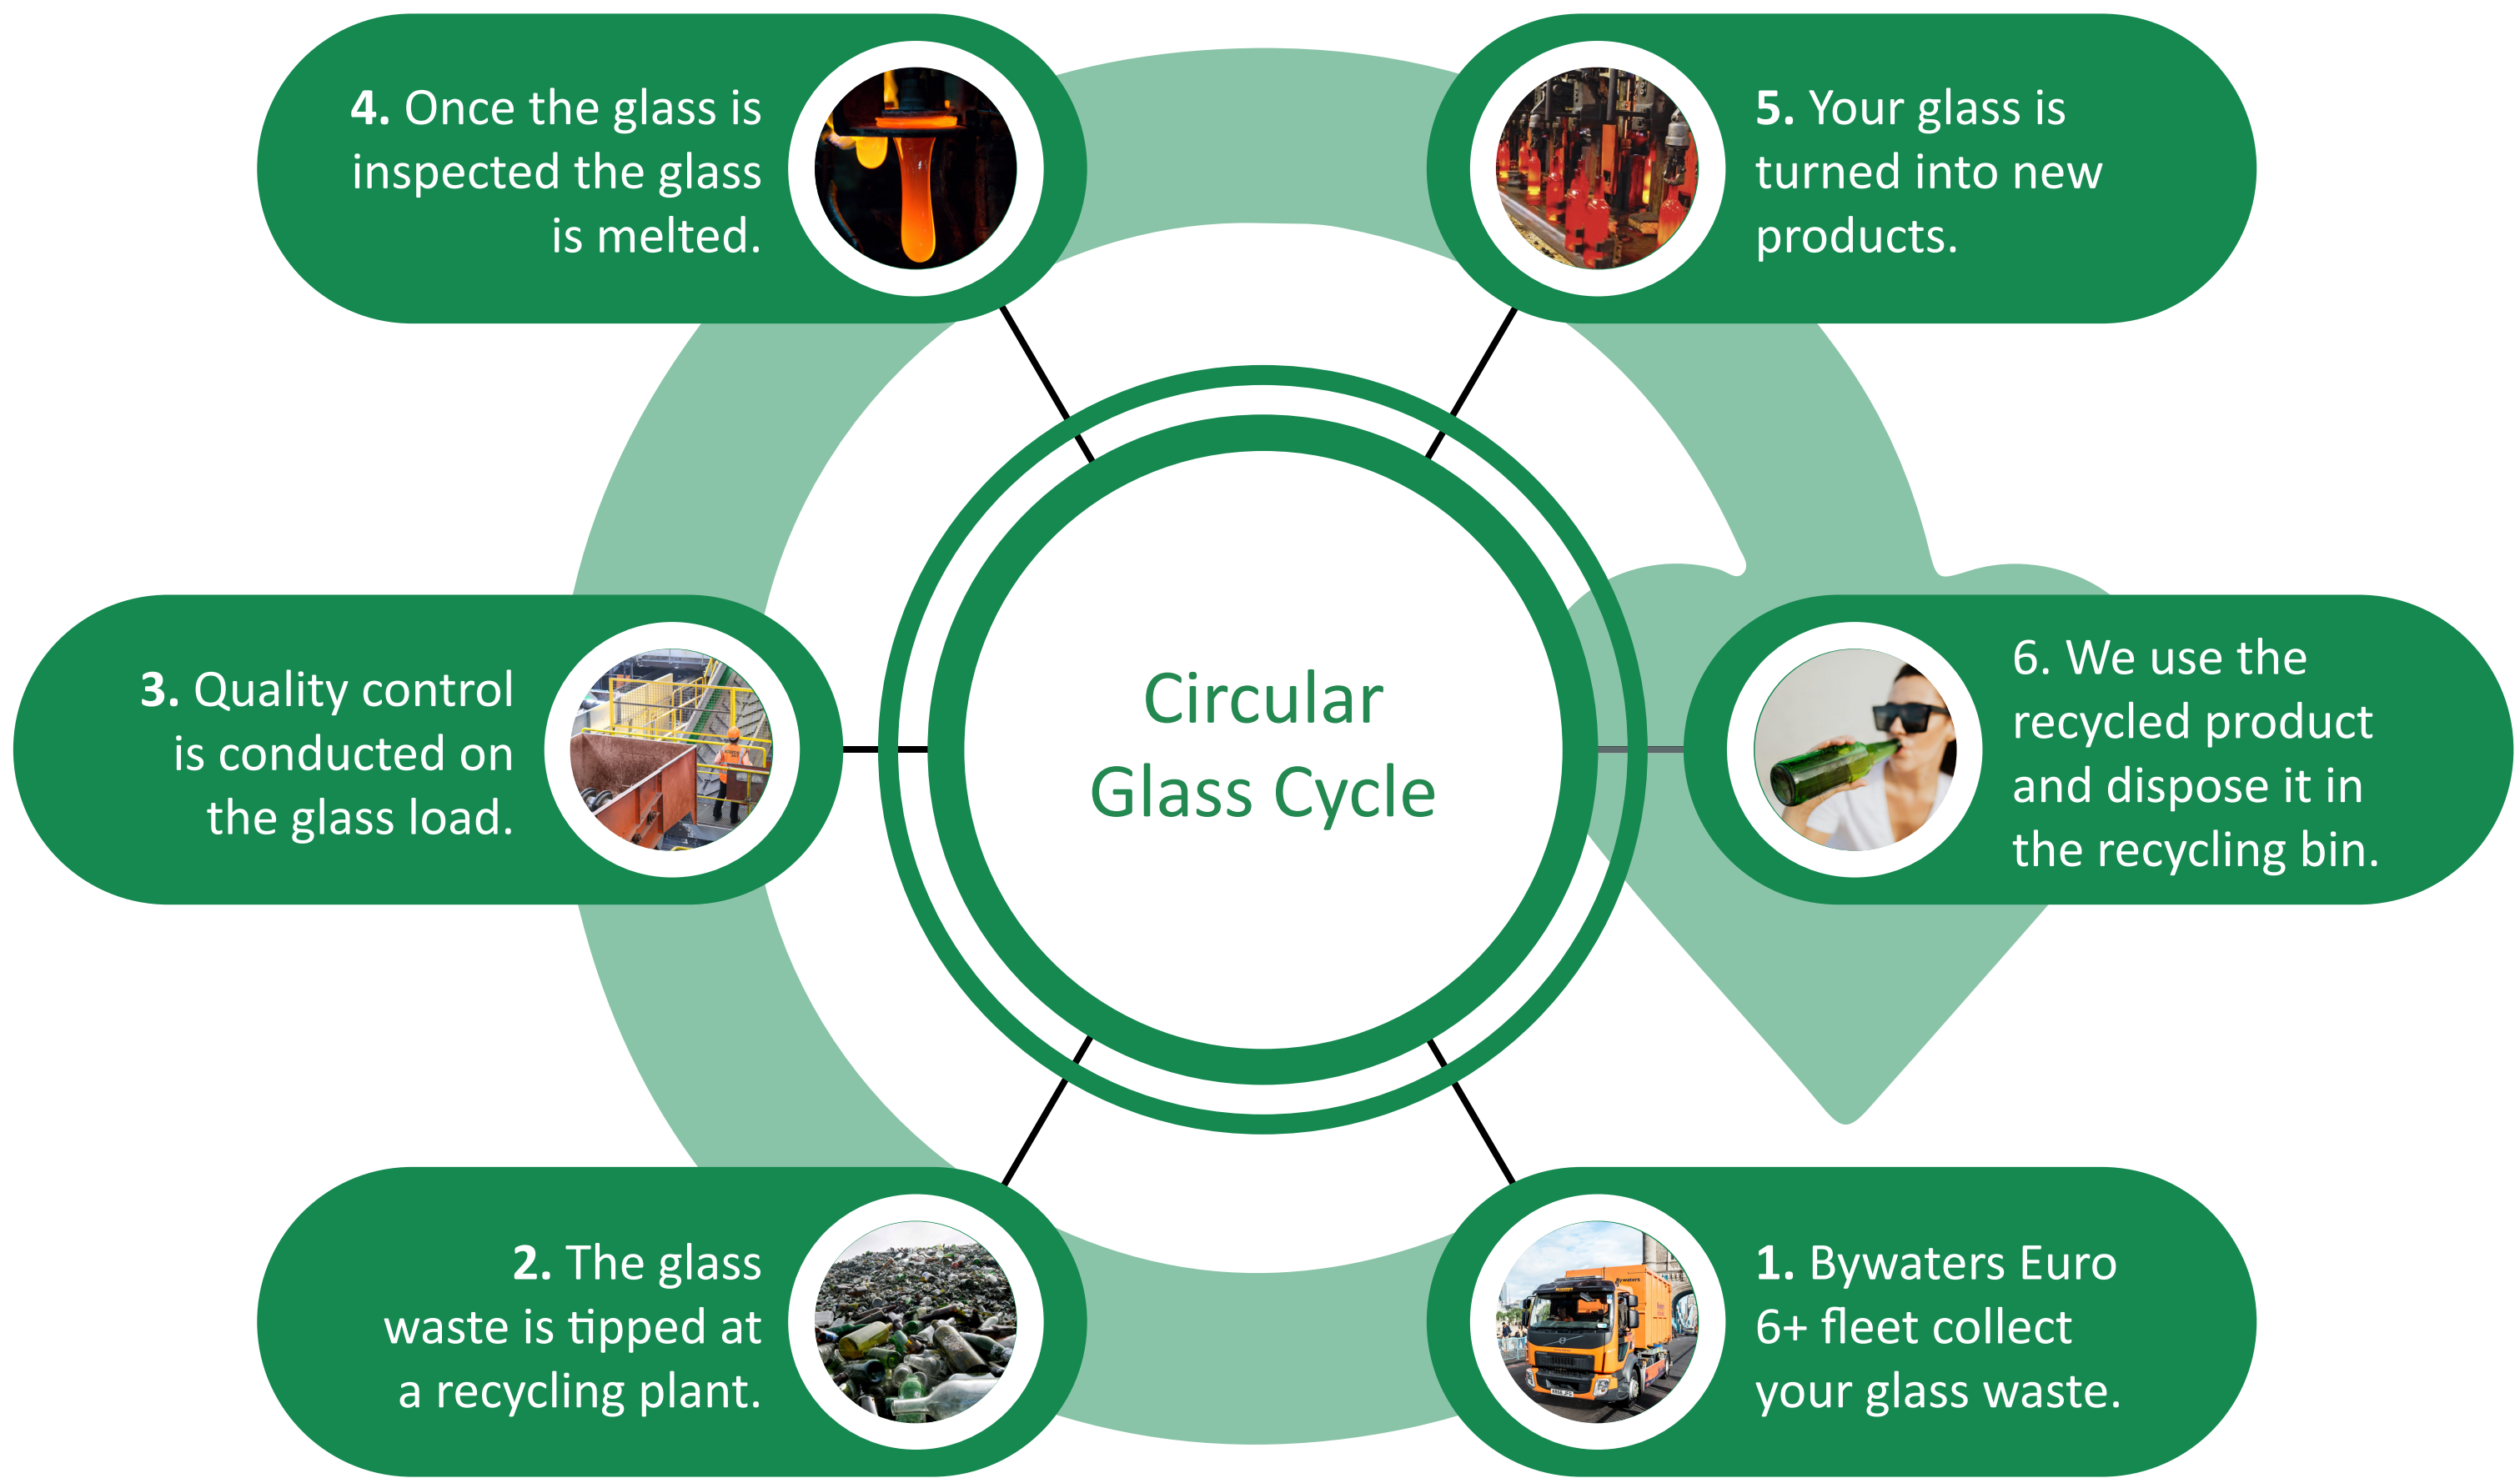 4. Once the glass is
inspected the glass
is melted.
5. Your glass is
turned into new
products.
3. Quality control
is conducted on
the glass load.
Circular
Glass Cycle
6. We use the
recycled product
and dispose it in
the recycling bin.
2. The glass
waste is tipped at
a recycling plant.
1. Bywaters Euro
6+ fleet collect
your glass waste.
Bywaters